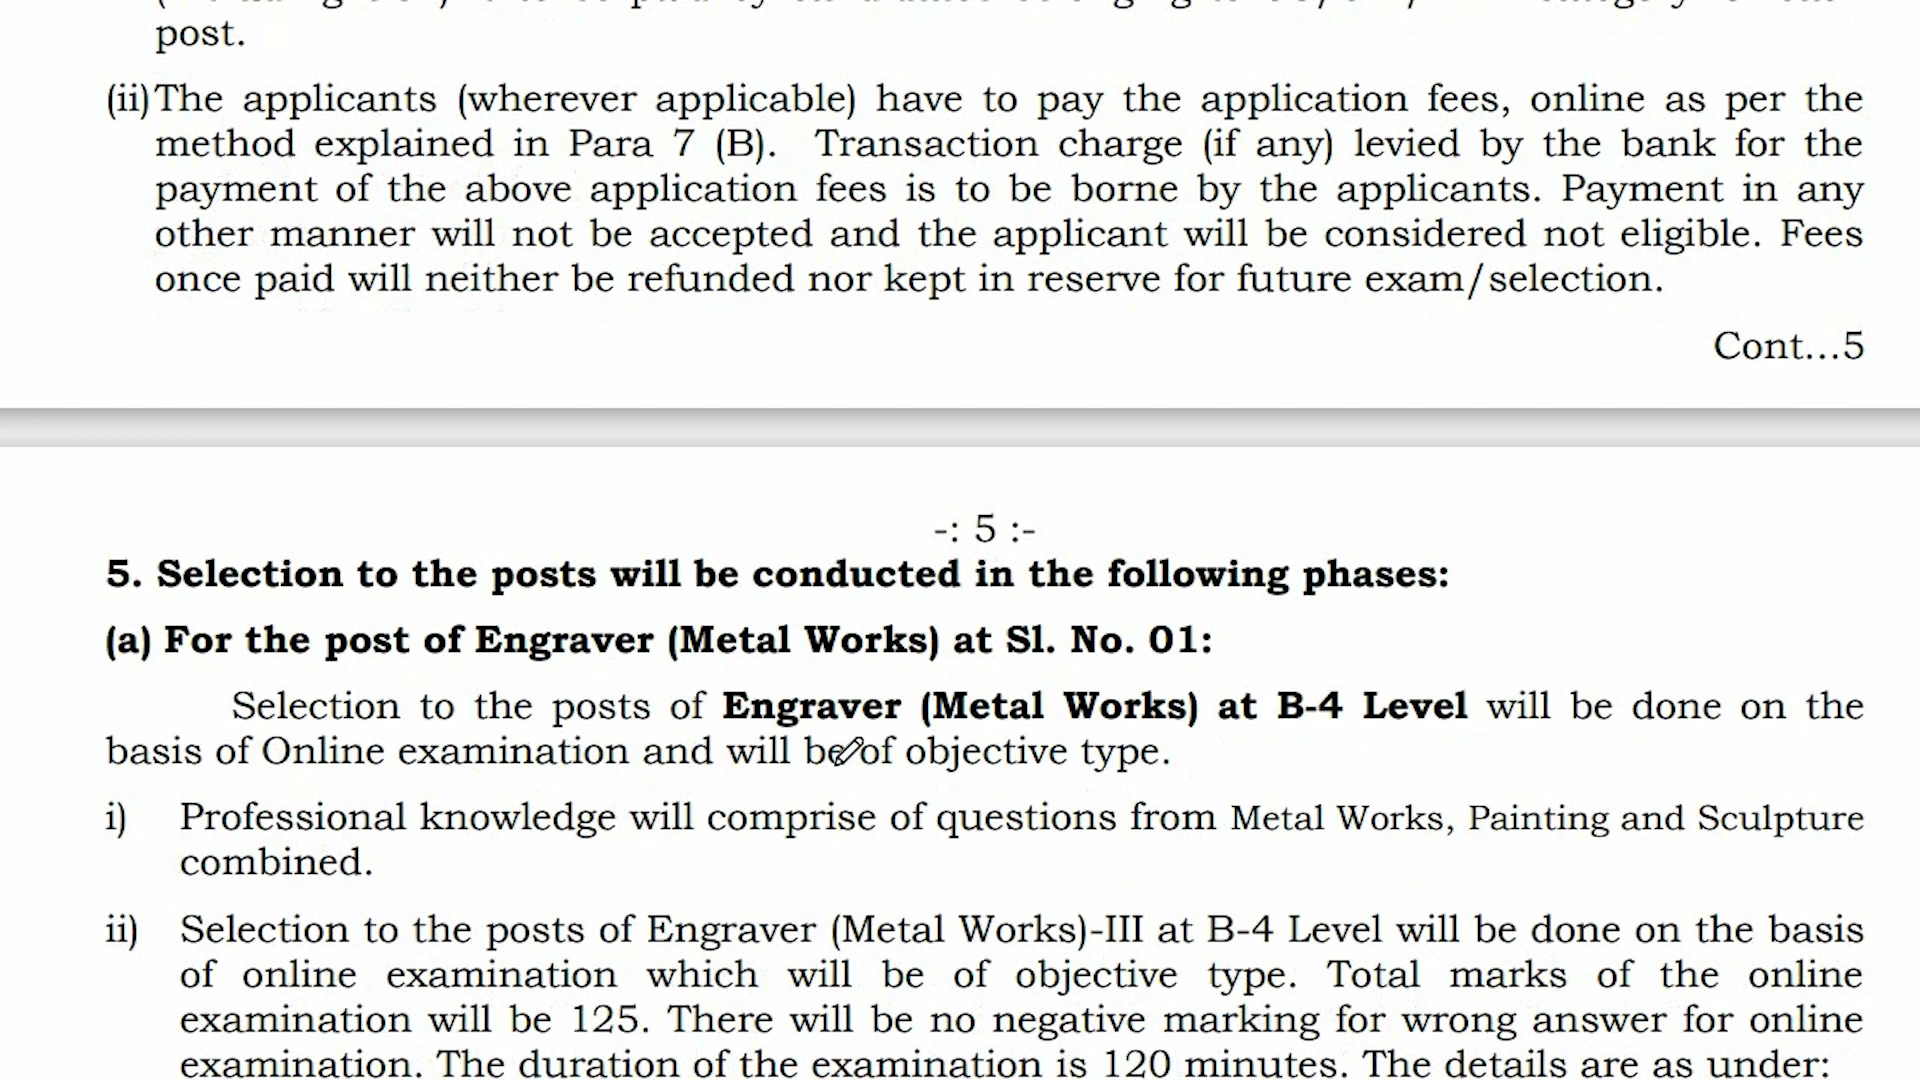 post.
(ii)The applicants (wherever applicable) have to pay the application fees, online as per the
method explained in Para 7 (B). Transaction charge (if any) levied by the bank for the
payment of the above application fees is to be borne by the applicants. Payment in any
other manner will not be accepted and the applicant will be considered not eligible. Fees
once paid will neither be refunded nor kept in reserve for future exam/selection.
Cont...5
-: 5 :-
5. Selection to the posts will be conducted in the following phases:
(a) For the post of Engraver (Metal Works) at Sl. No. 01:
Selection to the posts of Engraver (Metal Works) at B-4 Level will be done on the
basis of Online examination and will be of objective type.
i) Professional knowledge will comprise of questions from Metal Works, Painting and Sculpture
combined.
ii) Selection to the posts of Engraver (Metal Works)-III at B-4 Level will be done on the basis
of online examination which will be of objective type. Total marks of the online
examination will be 125. There will be no negative marking for wrong answer for online
examination. The duration of the examination is 120 minutes. The details are as under: